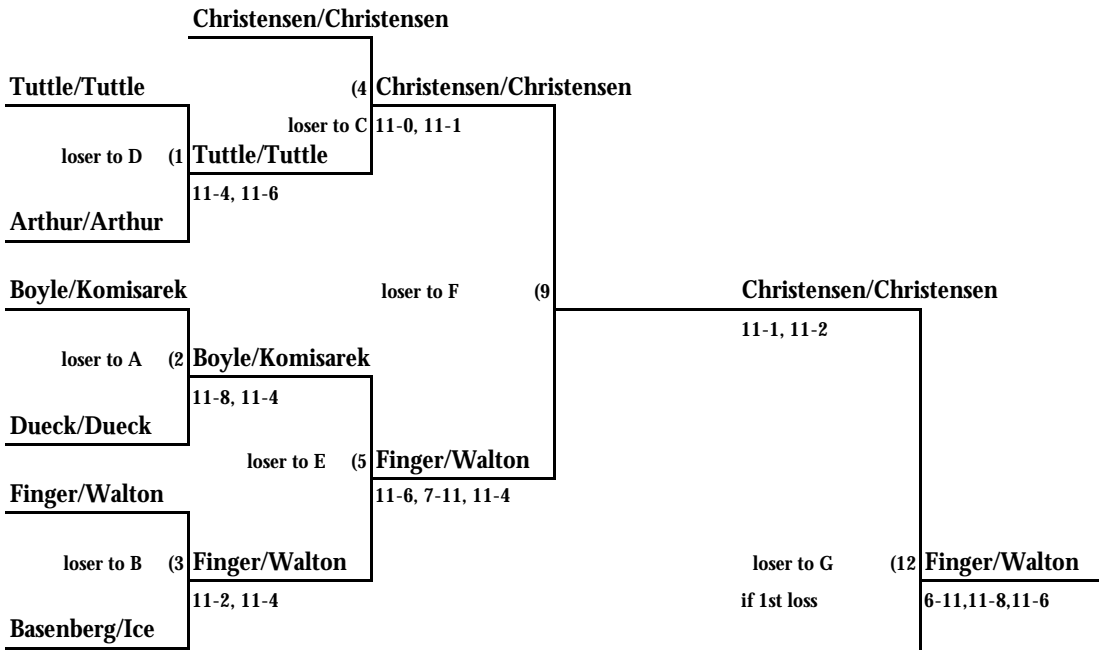 Christensen/Christensen
Tuttle/Tuttle (4 Christensen/Christensen
loser to C 11-0, 11-1
loser to D (1 Tuttle/Tuttle
11-4, 11-6
Arthur/Arthur
Boyle/Komisarek loser to F (9 Christensen/Christensen
11-1, 11-2
loser to A (2 Boyle/Komisarek
11-8, 11-4
Dueck/Dueck
loser to E (5 Finger/Walton
Finger/Walton 11-6, 7-11, 11-4
loser to B (3 Finger/Walton loser to G (12 Finger/Walton
11-2, 11-4 if 1st loss 6-11,11-8,11-6
Basenberg/Ice